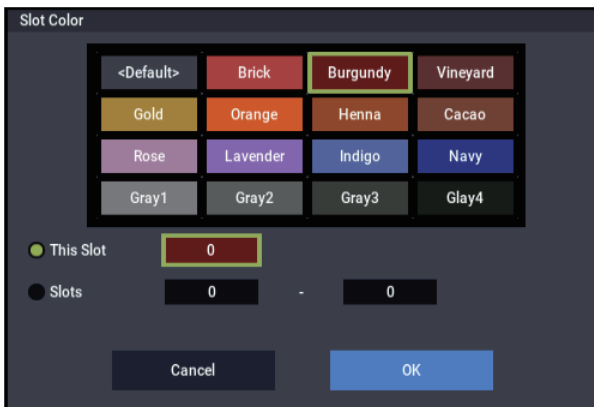 Slot Color
<Default> Brick Burgundy Vineyard
Gold Orange Henna Cacao
Rose Lavender Indigo Navy
Gray1 Gray2 Gray3 Glay4
This Slot 0
Slots 0 - 0
Cancel OK